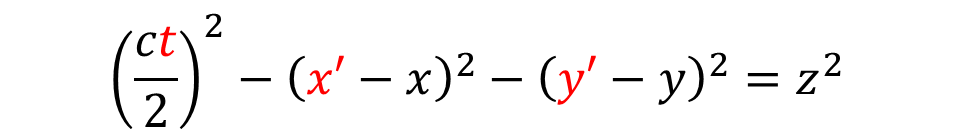 (ct/2)² − (x′ − x)² − (y′ − y)² = z²